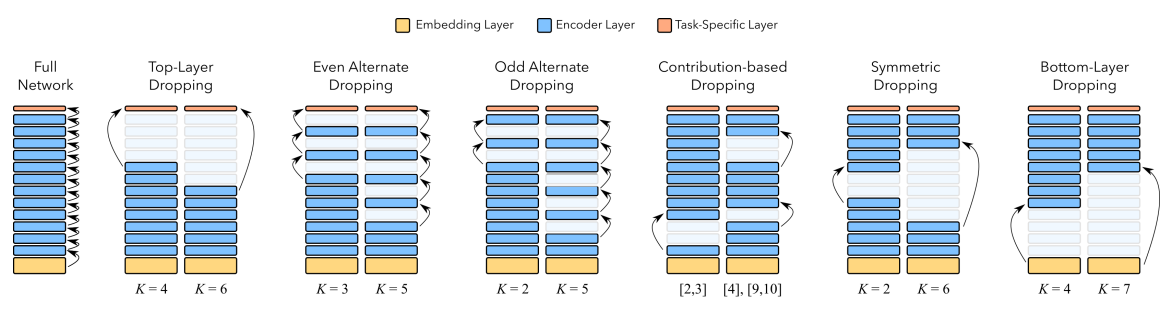 Embedding Layer Encoder Layer Task-Specific Layer
Full
Network
Top-Layer
Dropping
Even Alternate
Dropping
Odd Alternate
Dropping
Contribution-based
Dropping
Symmetric
Dropping
Bottom-Layer
Dropping
K = 4 K = 6 K = 3 K = 5 K = 2 K = 5 [2,3] [4], [9,10] K = 2 K = 6 K = 4 K = 7